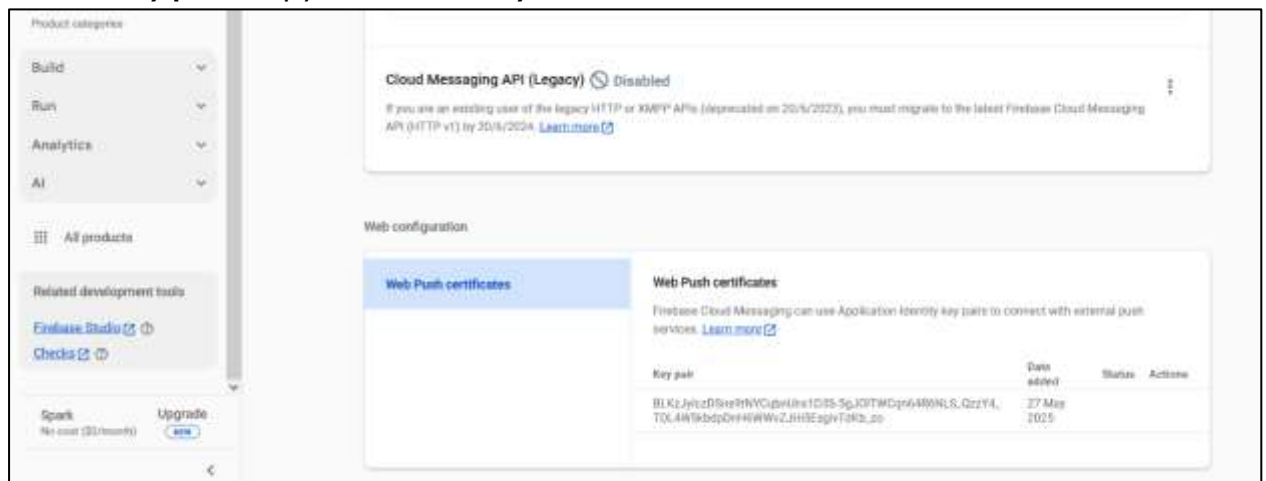 Product categories
Build
Run
Analytics
AI
All products
Related development tools
Firebase Studio
Checks
Spark
No cost ($0/month)
Upgrade
NEW
Cloud Messaging API (Legacy) Disabled
If you are an existing user of the legacy HTTP or XMPP APIs (deprecated on 20/6/2023), you must migrate to the latest Firebase Cloud Messaging
API (HTTP v1) by 20/6/2024. Learn more
Web configuration
Web Push certificates
Web Push certificates
Firebase Cloud Messaging can use Application Identity key pairs to connect with external push
services. Learn more
Key pair
Date
added
Status Actions
27 May
2025